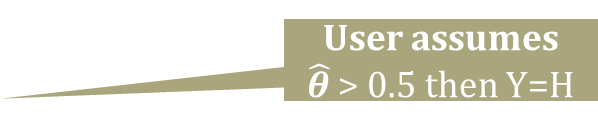 User assumes
θ̂ > 0.5 then Y=H